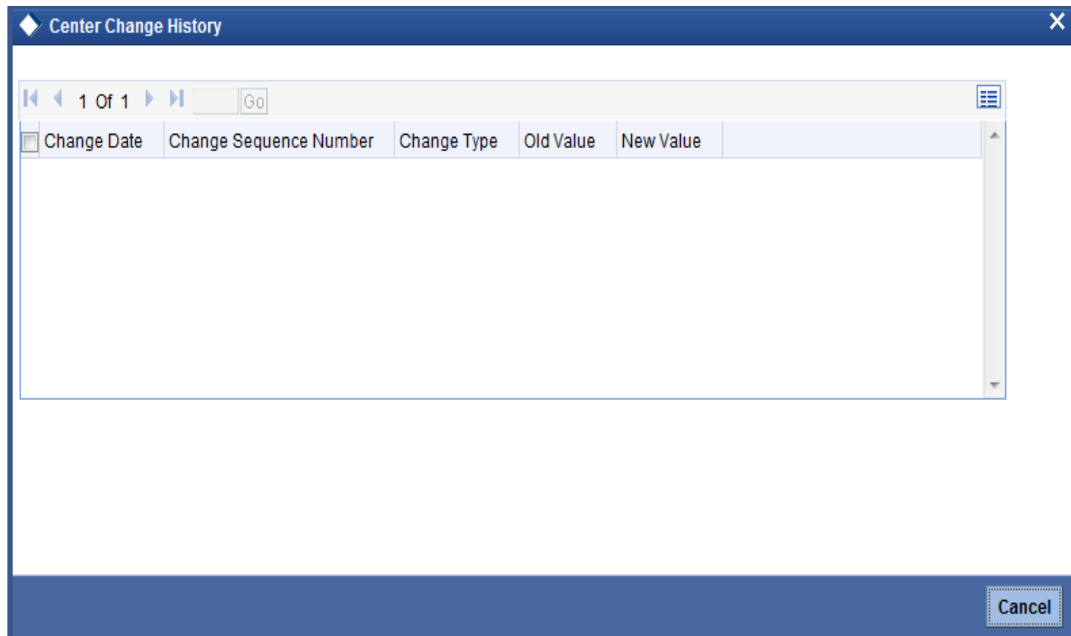 Center Change History
1 Of 1 Go
Change Date Change Sequence Number Change Type Old Value New Value
Cancel